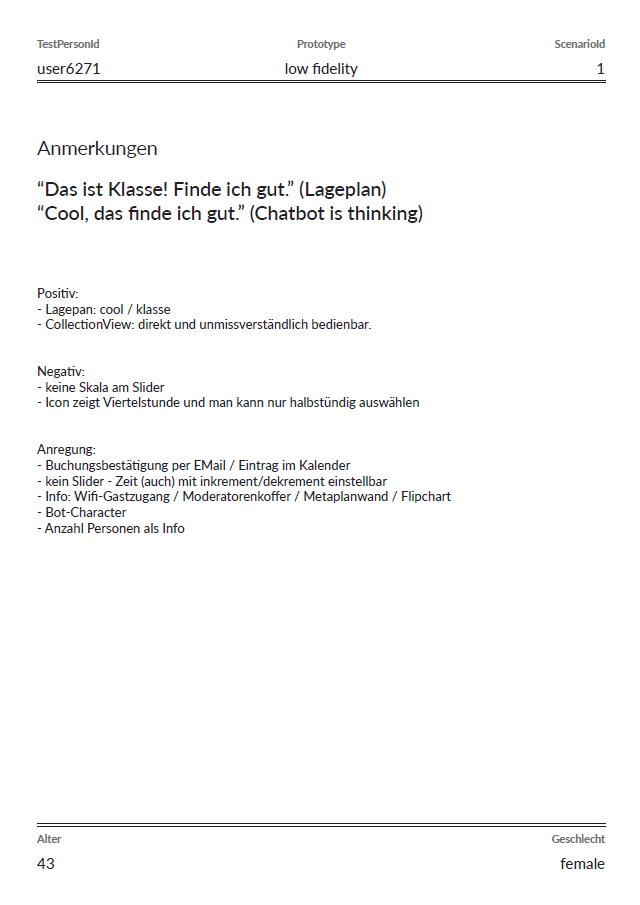 TestPersonId Prototype ScenarioId
user6271 low fidelity 1
Anmerkungen
“Das ist Klasse! Finde ich gut.” (Lageplan)
“Cool, das finde ich gut.” (Chatbot is thinking)
Positiv:
- Lagepan: cool / klasse
- CollectionView: direkt und unmissverständlich bedienbar.
Negativ:
- keine Skala am Slider
- Icon zeigt Viertelstunde und man kann nur halbstündig auswählen
Anregung:
- Buchungsbestätigung per EMail / Eintrag im Kalender
- kein Slider - Zeit (auch) mit inkrement/dekrement einstellbar
- Info: Wifi-Gastzugang / Moderatorenkoffer / Metaplanwand / Flipchart
- Bot-Character
- Anzahl Personen als Info
Alter Geschlecht
43 female